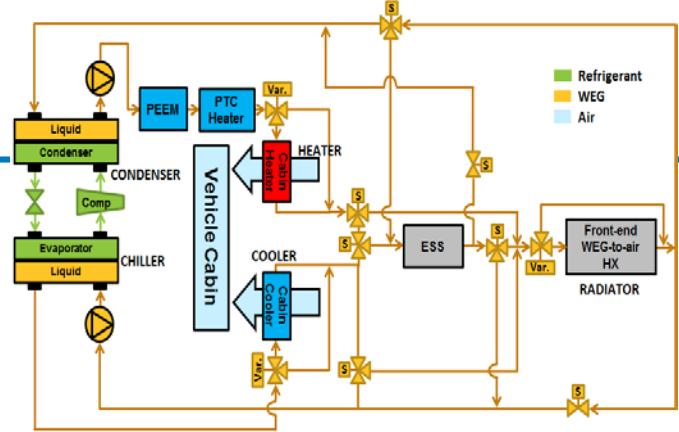 S
Refrigerant
WEG
Air
PEEM
PTC
Heater
Var.
Liquid
Condenser
CONDENSER
Comp
Evaporator
Liquid
CHILLER
Vehicle Cabin
HEATER
Cabin
Heater
COOLER
Cabin
Cooler
Var.
S
S
S
S
ESS
S
Var.
Front-end
WEG-to-air
HX
RADIATOR
S